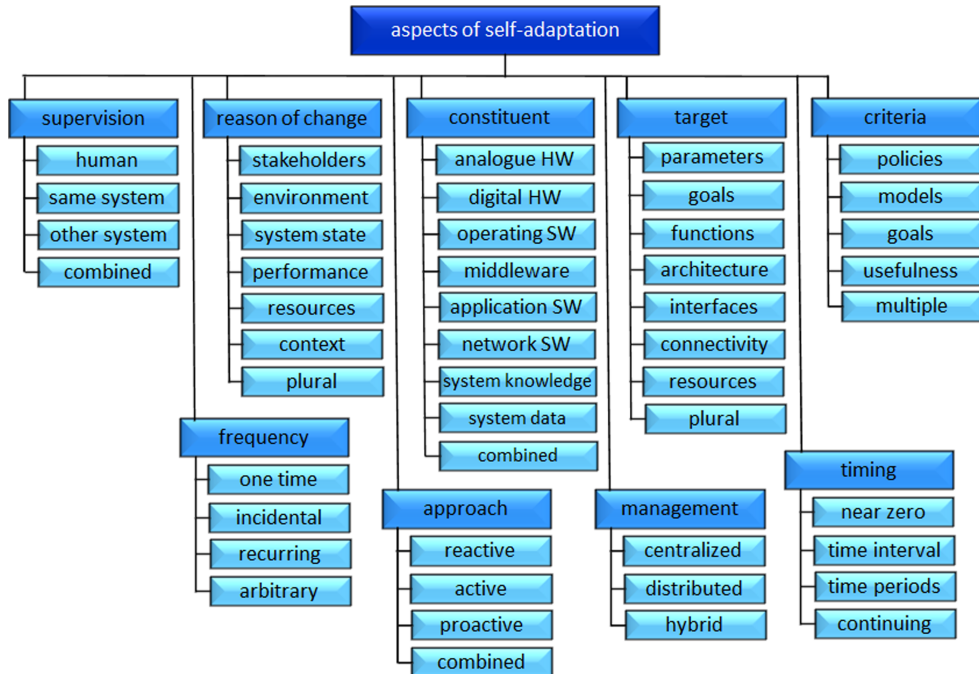 aspects of self-adaptation
supervision
human
same system
other system
combined
reason of change
stakeholders
environment
system state
performance
resources
context
plural
constituent
analogue HW
digital HW
operating SW
middleware
application SW
network SW
system knowledge
system data
combined
target
parameters
goals
functions
architecture
interfaces
connectivity
resources
plural
criteria
policies
models
goals
usefulness
multiple
frequency
one time
incidental
recurring
arbitrary
approach
reactive
active
proactive
combined
management
centralized
distributed
hybrid
timing
near zero
time interval
time periods
continuing